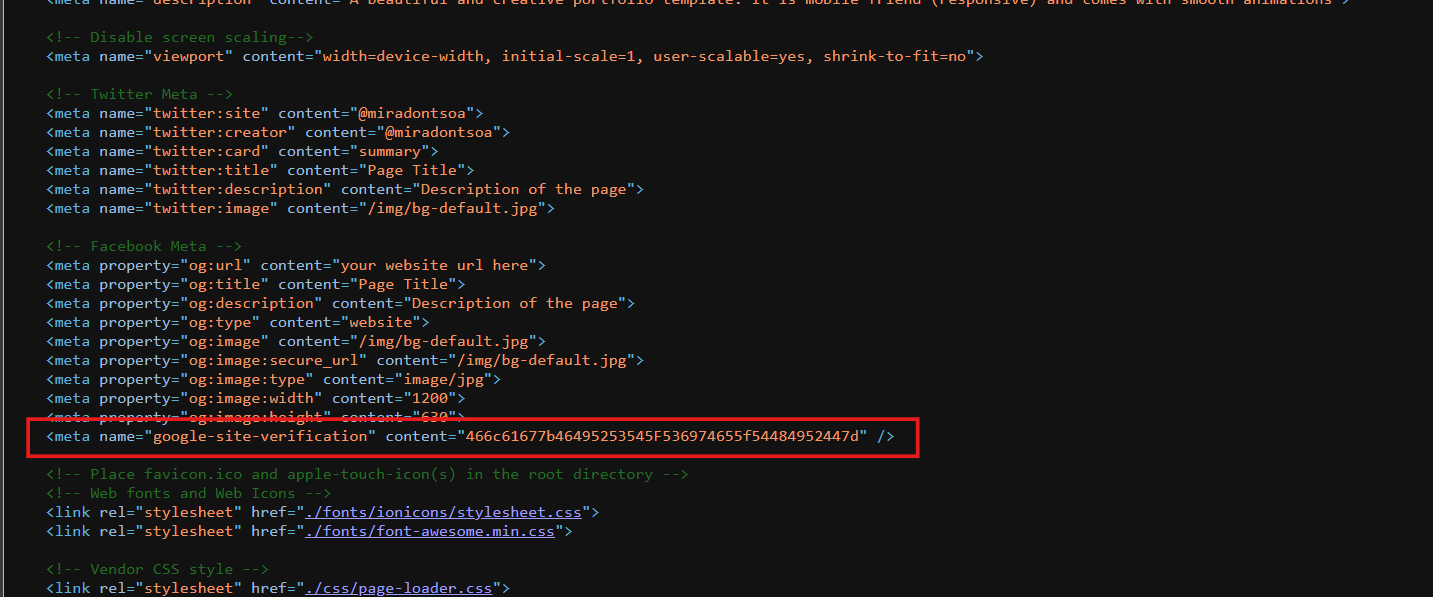 <meta name="description" content="A beautiful and creative portfolio template. It is mobile friend (responsive) and comes with smooth animations">
<!-- Disable screen scaling-->
<meta name="viewport" content="width=device-width, initial-scale=1, user-scalable=yes, shrink-to-fit=no">
<!-- Twitter Meta -->
<meta name="twitter:site" content="@miradontsoa">
<meta name="twitter:creator" content="@miradontsoa">
<meta name="twitter:card" content="summary">
<meta name="twitter:title" content="Page Title">
<meta name="twitter:description" content="Description of the page">
<meta name="twitter:image" content="/img/bg-default.jpg">
<!-- Facebook Meta -->
<meta property="og:url" content="your website url here">
<meta property="og:title" content="Page Title">
<meta property="og:description" content="Description of the page">
<meta property="og:type" content="website">
<meta property="og:image" content="/img/bg-default.jpg">
<meta property="og:image:secure_url" content="/img/bg-default.jpg">
<meta property="og:image:type" content="image/jpg">
<meta property="og:image:width" content="1200">
<meta property="og:image:height" content="630">
<meta name="google-site-verification" content="466c61677b46495253545F536974655f54484952447d" />
<!-- Place favicon.ico and apple-touch-icon(s) in the root directory -->
<!-- Web fonts and Web Icons -->
<link rel="stylesheet" href="./fonts/ionicons/stylesheet.css">
<link rel="stylesheet" href="./fonts/font-awesome.min.css">
<!-- Vendor CSS style -->
<link rel="stylesheet" href="./css/page-loader.css">